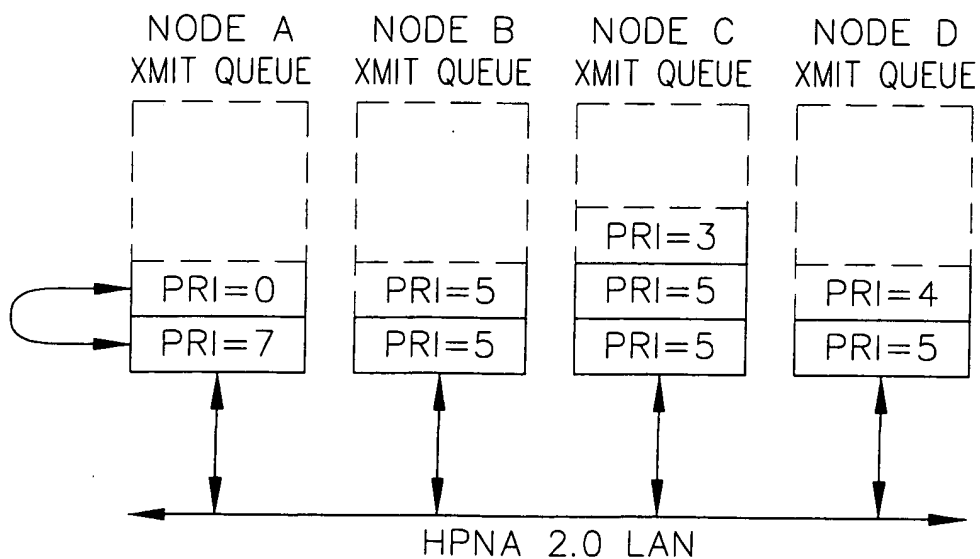 NODE A
XMIT QUEUE
NODE B
XMIT QUEUE
NODE C
XMIT QUEUE
NODE D
XMIT QUEUE
PRI=0
PRI=7
PRI=5
PRI=5
PRI=3
PRI=5
PRI=5
PRI=4
PRI=5
HPNA 2.0 LAN